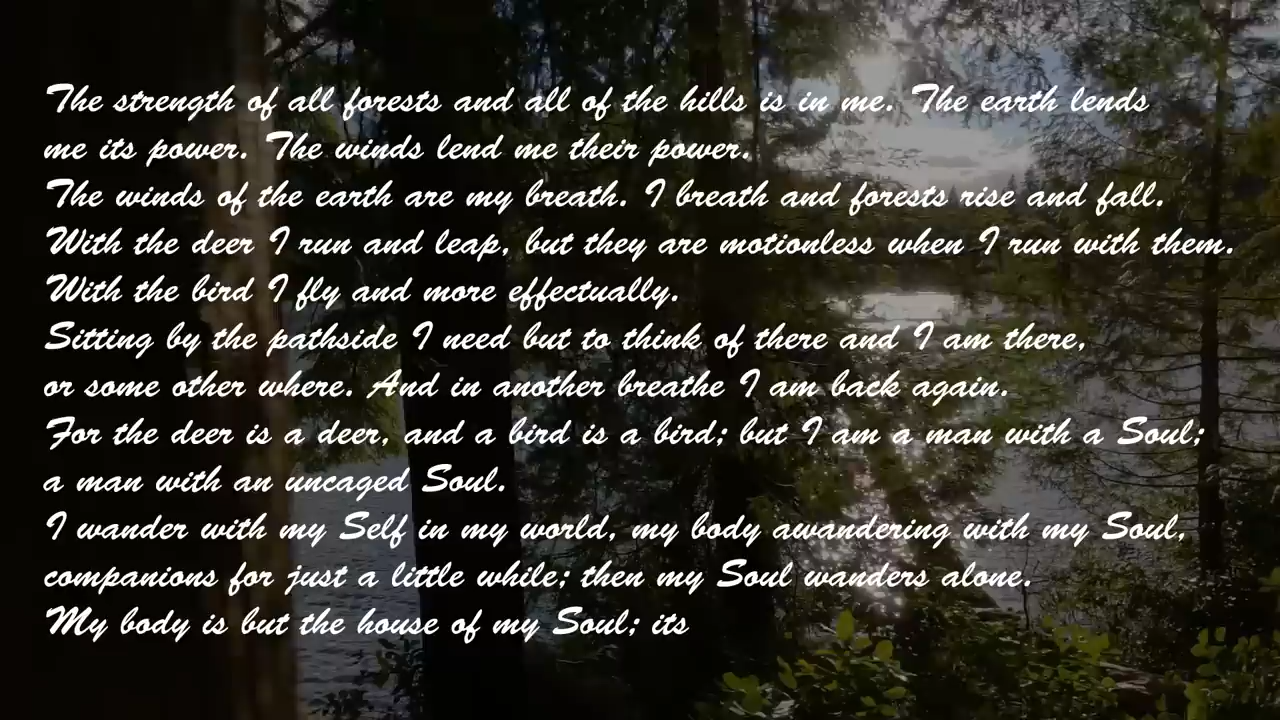 The strength of all forests and all of the hills is in me. The earth lends
me its power. The winds lend me their power.
The winds of the earth are my breath. I breath and forests rise and fall.
With the deer I run and leap, but they are motionless when I run with them.
With the bird I fly and more effectually.
Sitting by the pathside I need but to think of there and I am there,
or some other where. And in another breathe I am back again.
For the deer is a deer, and a bird is a bird; but I am a man with a Soul;
a man with an uncaged Soul.
I wander with my Self in my world, my body awandering with my Soul,
companions for just a little while; then my Soul wanders alone.
My body is but the house of my Soul; its